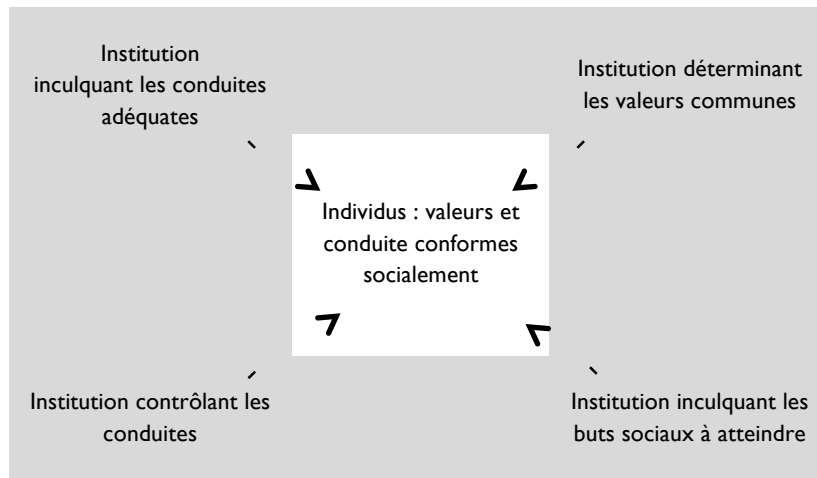 Institution
inculquant les conduites
adéquates
Institution déterminant
les valeurs communes
Individus : valeurs et
conduite conformes
socialement
Institution contrôlant les
conduites
Institution inculquant les
buts sociaux à atteindre